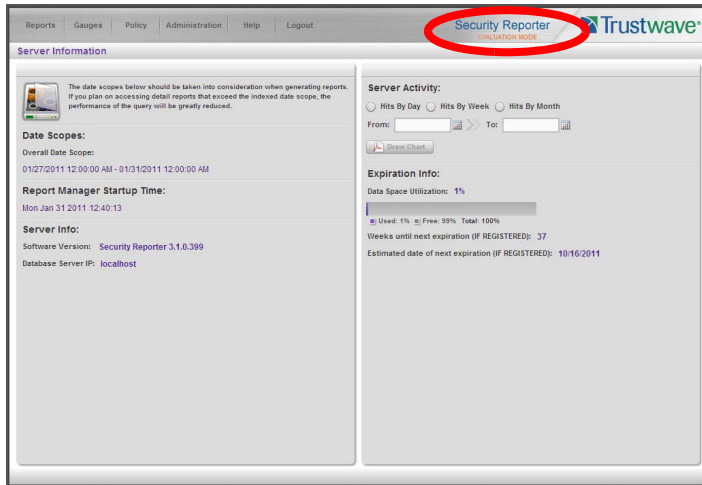 Reports Gauges Policy Administration Help Logout
Security Reporter
EVALUATION MODE
Trustwave®
Server Information
The date scopes below should be taken into consideration when generating reports.
If you plan on accessing detail reports that exceed the indexed date scope, the
performance of the query will be greatly reduced.
Date Scopes:
Overall Date Scope:
01/27/2011 12:00:00 AM - 01/31/2011 12:00:00 AM
Report Manager Startup Time:
Mon Jan 31 2011 12:40:13
Server Info:
Software Version: Security Reporter 3.1.0.399
Database Server IP: localhost
Server Activity:
Hits By Day Hits By Week Hits By Month
From: To:
Draw Chart
Expiration Info:
Data Space Utilization: 1%
Used: 1% Free: 99% Total: 100%
Weeks until next expiration (IF REGISTERED): 37
Estimated date of next expiration (IF REGISTERED): 10/16/2011